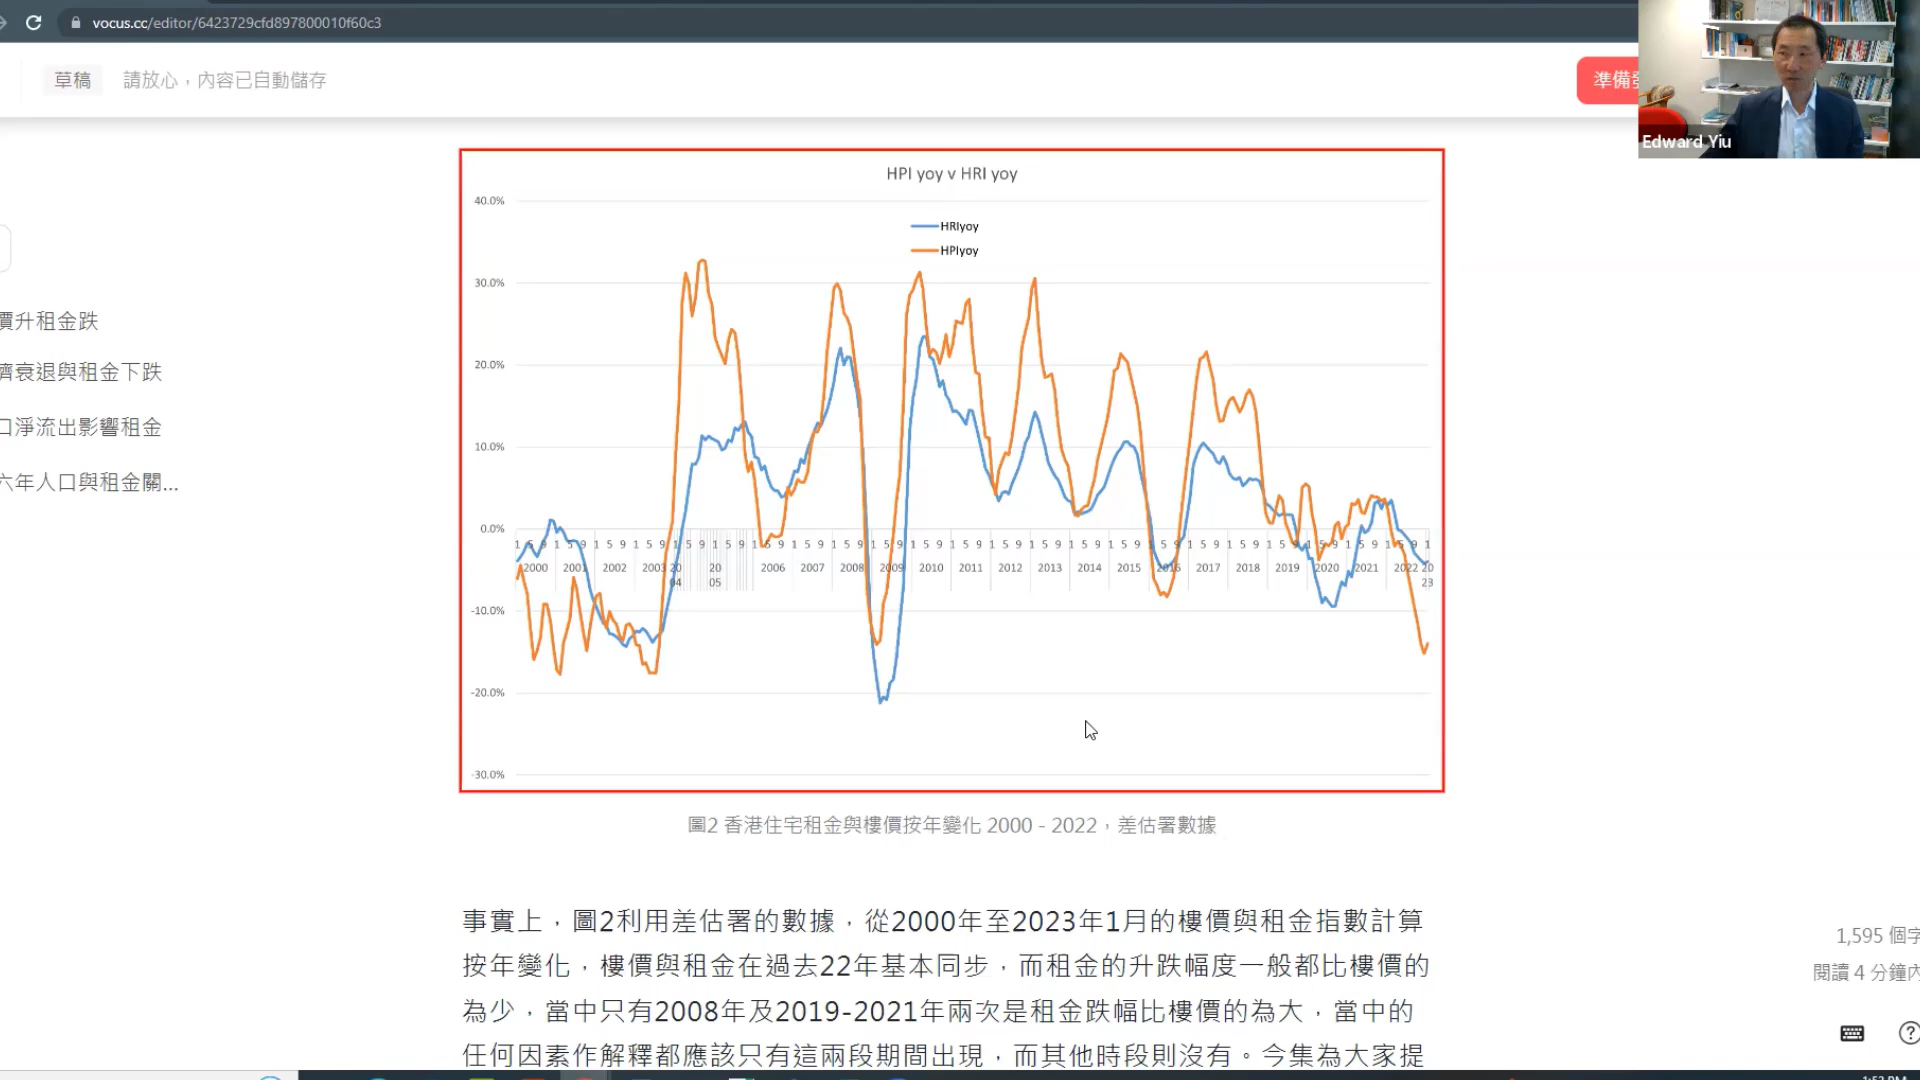 vocus.cc/editor/6423729cfd897800010f60c3
草稿
請放心，內容已自動儲存
準備
Edward Yiu
價升租金跌
濟衰退與租金下跌
口淨流出影響租金
六年人口與租金關...
HPI yoy v HRI yoy
HRIyoy
HPIyoy
40.0%
30.0%
20.0%
10.0%
0.0%
-10.0%
-20.0%
-30.0%
2000 2001 2002 2003 2004 2005 2006 2007 2008 2009 2010 2011 2012 2013 2014 2015 2016 2017 2018 2019 2020 2021 2022 2023
圖2 香港住宅租金與樓價按年變化 2000 - 2022，差估署數據
事實上，圖2利用差估署的數據，從2000年至2023年1月的樓價與租金指數計算
按年變化，樓價與租金在過去22年基本同步，而租金的升跌幅度一般都比樓價的
為少，當中只有2008年及2019-2021年兩次是租金跌幅比樓價的為大，當中的
任何因素作解釋都應該只有這兩段期間出現，而其他時段則沒有。今集為大家提
1,595 個字
閱讀 4 分鐘內